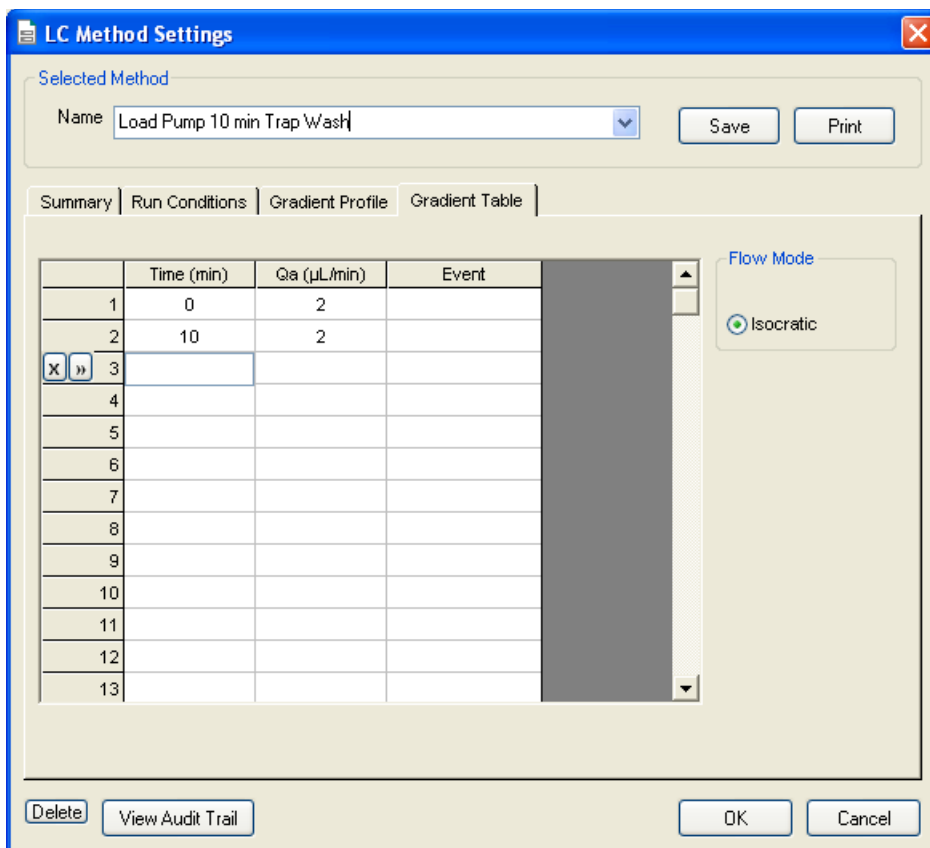 LC Method Settings
Selected Method
Name Load Pump 10 min Trap Wash Save Print
Summary Run Conditions Gradient Profile Gradient Table
Time (min) Qa (µL/min) Event
1 0 2
2 10 2
x » 3
4
5
6
7
8
9
10
11
12
13
Flow Mode
Isocratic
Delete View Audit Trail OK Cancel